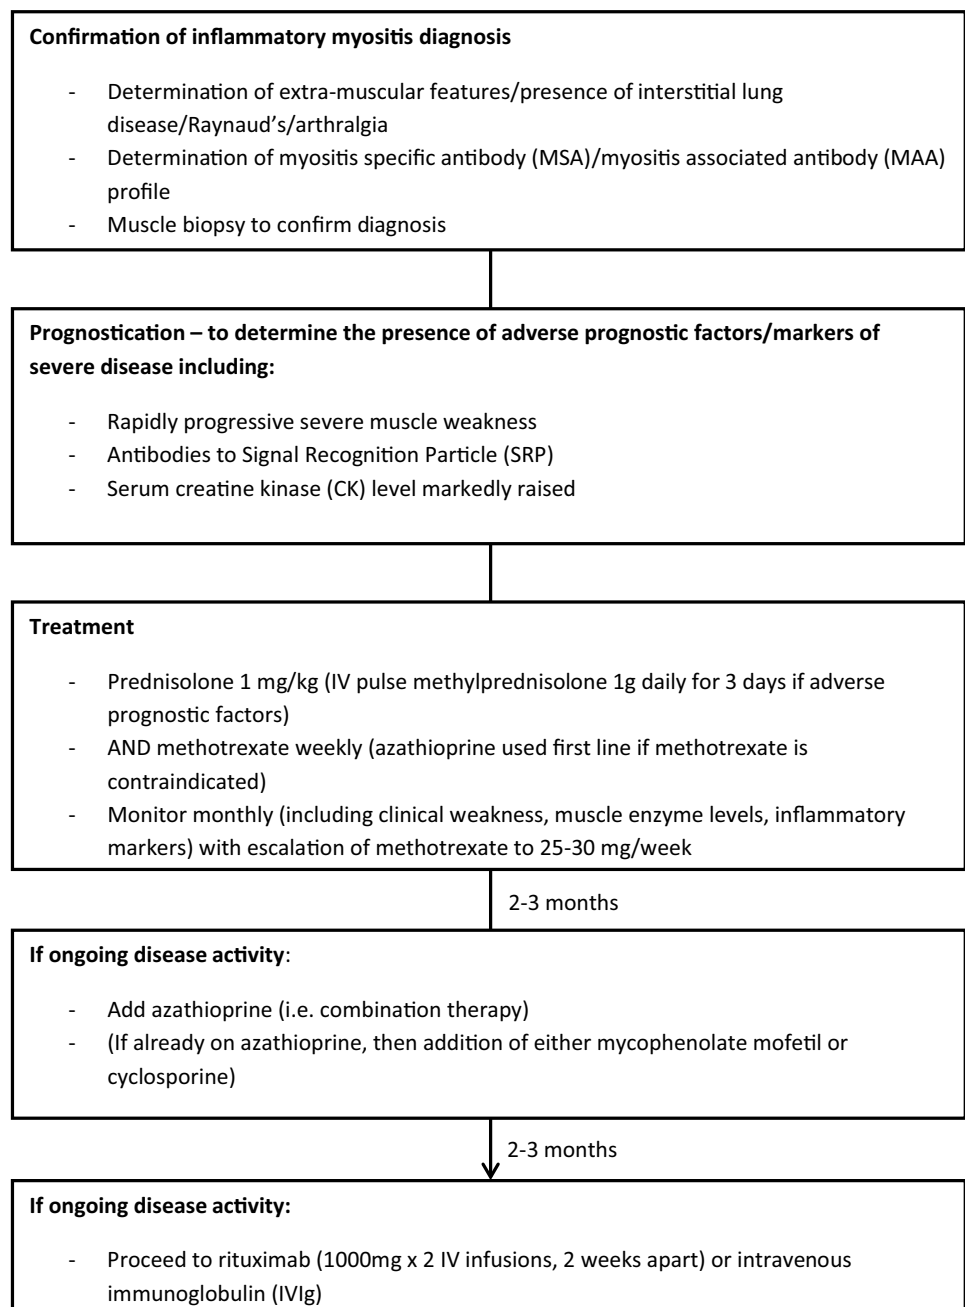 Confirmation of inflammatory myositis diagnosis
- Determination of extra-muscular features/presence of interstitial lung
disease/Raynaud’s/arthralgia
- Determination of myositis specific antibody (MSA)/myositis associated antibody (MAA)
profile
- Muscle biopsy to confirm diagnosis
Prognostication – to determine the presence of adverse prognostic factors/markers of
severe disease including:
- Rapidly progressive severe muscle weakness
- Antibodies to Signal Recognition Particle (SRP)
- Serum creatine kinase (CK) level markedly raised
Treatment
- Prednisolone 1 mg/kg (IV pulse methylprednisolone 1g daily for 3 days if adverse
prognostic factors)
- AND methotrexate weekly (azathioprine used first line if methotrexate is
contraindicated)
- Monitor monthly (including clinical weakness, muscle enzyme levels, inflammatory
markers) with escalation of methotrexate to 25-30 mg/week
2-3 months
If ongoing disease activity:
- Add azathioprine (i.e. combination therapy)
- (If already on azathioprine, then addition of either mycophenolate mofetil or
cyclosporine)
2-3 months
If ongoing disease activity:
- Proceed to rituximab (1000mg x 2 IV infusions, 2 weeks apart) or intravenous
immunoglobulin (IVIg)